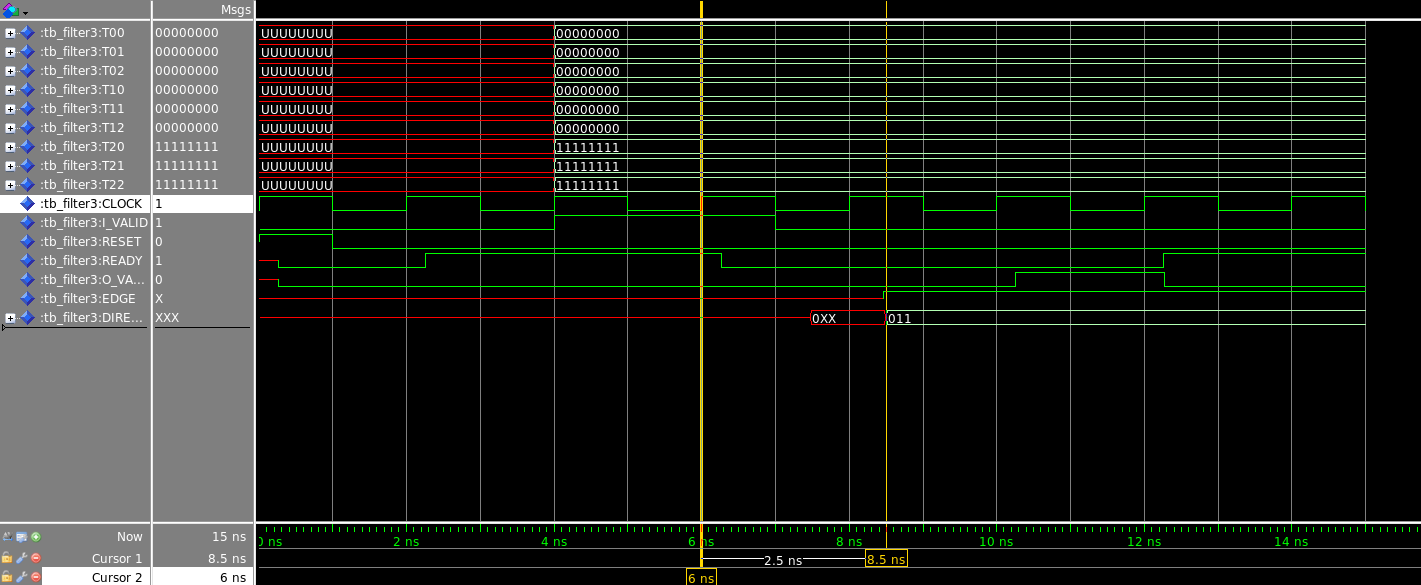 Msgs
:tb_filter3:T00 00000000 UUUUUUUU 00000000
:tb_filter3:T01 00000000 UUUUUUUU 00000000
:tb_filter3:T02 00000000 UUUUUUUU 00000000
:tb_filter3:T10 00000000 UUUUUUUU 00000000
:tb_filter3:T11 00000000 UUUUUUUU 00000000
:tb_filter3:T12 00000000 UUUUUUUU 00000000
:tb_filter3:T20 11111111 UUUUUUUU 11111111
:tb_filter3:T21 11111111 UUUUUUUU 11111111
:tb_filter3:T22 11111111 UUUUUUUU 11111111
:tb_filter3:CLOCK 1
:tb_filter3:I_VALID 1
:tb_filter3:RESET 0
:tb_filter3:READY 1
:tb_filter3:O_VA... 0
:tb_filter3:EDGE X
:tb_filter3:DIRE... XXX 0XX 011
Now 15 ns 0 ns 2 ns 4 ns 6 ns 8 ns 10 ns 12 ns 14 ns
Cursor 1 8.5 ns 2.5 ns 8.5 ns
Cursor 2 6 ns 6 ns